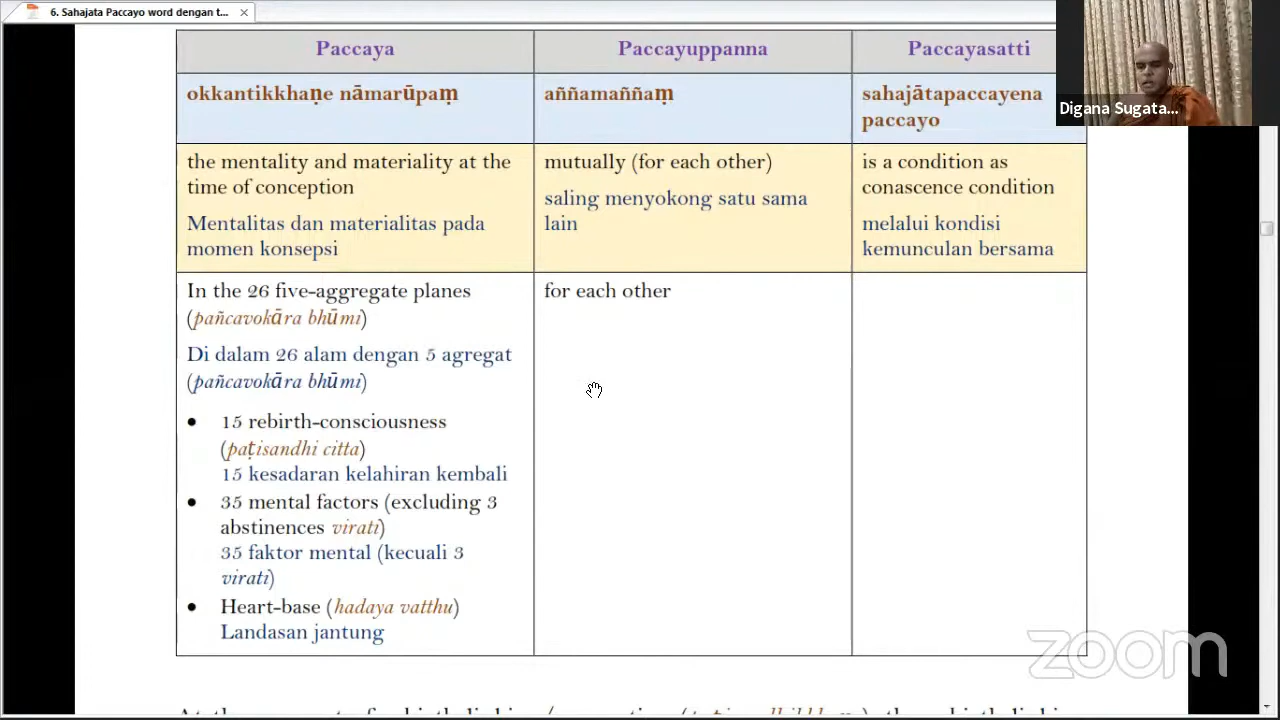 6. Sahajata Paccayo word dengan t...
Paccaya
Paccayuppanna
Paccayasatti
okkantikkhaṇe nāmarūpaṃ
aññamaññaṃ
sahajātapaccayena
paccayo
the mentality and materiality at the
time of conception
Mentalitas dan materialitas pada
momen konsepsi
mutually (for each other)
saling menyokong satu sama
lain
is a condition as
conascence condition
melalui kondisi
kemunculan bersama
In the 26 five-aggregate planes
(pañcavokāra bhūmi)
Di dalam 26 alam dengan 5 agregat
(pañcavokāra bhūmi)
• 15 rebirth-consciousness
(paṭisandhi citta)
15 kesadaran kelahiran kembali
• 35 mental factors (excluding 3
abstinences virati)
35 faktor mental (kecuali 3
virati)
• Heart-base (hadaya vatthu)
Landasan jantung
for each other
Digana Sugata...
zoom